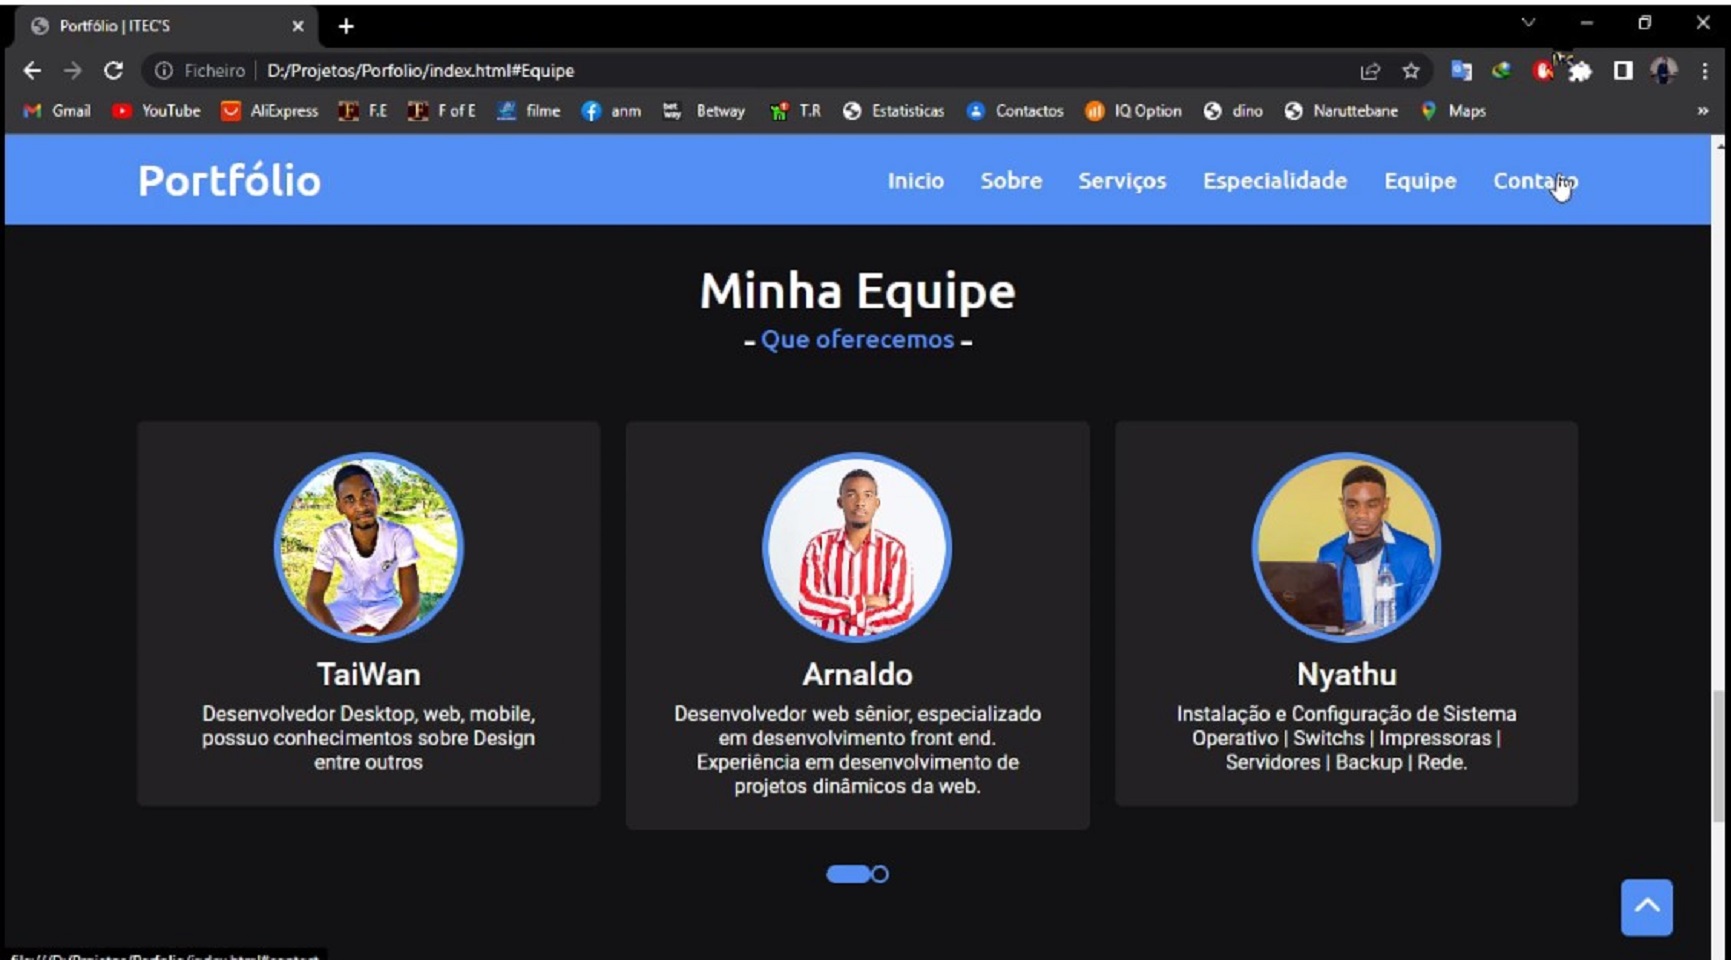 Portfólio | ITEC'S
Ficheiro | D:/Projetos/Porfolio/index.html#Equipe
Gmail YouTube AliExpress F.E F of E filme anm bet way Betway T.R Estatisticas Contactos IQ Option dino Naruttebane Maps »
Portfólio Inicio Sobre Serviços Especialidade Equipe Contato
Minha Equipe
- Que oferecemos -
TaiWan
Desenvolvedor Desktop, web, mobile,
possuo conhecimentos sobre Design
entre outros
Arnaldo
Desenvolvedor web sênior, especializado
em desenvolvimento front end.
Experiência em desenvolvimento de
projetos dinâmicos da web.
Nyathu
Instalação e Configuração de Sistema
Operativo | Switchs | Impressoras |
Servidores | Backup | Rede.